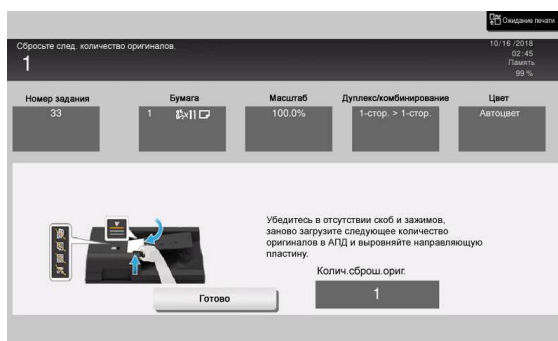 Ожидание печати
Сбросьте след. количество оригиналов.
1
10/16 /2018
02:45
Память
99 %
Номер задания
Бумага
Масштаб
Дуплекс/комбинирование
Цвет
33
1
100.0%
1-стор. > 1-стор.
Автоцвет
Убедитесь в отсутствии скоб и зажимов,
заново загрузите следующее количество
оригиналов в АПД и выровняйте направляющую
пластину.
Колич.сброш.ориг.
1
Готово